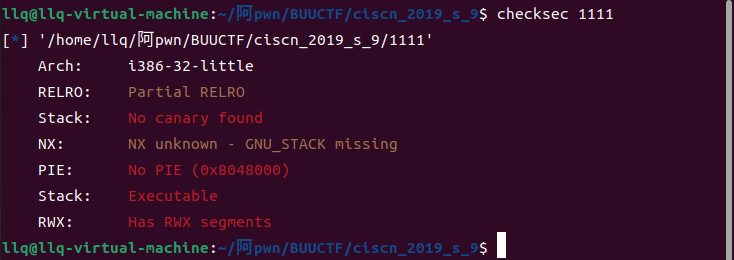 llq@llq-virtual-machine:~/阿pwn/BUUCTF/ciscn_2019_s_9$ checksec 1111
[*] '/home/llq/阿pwn/BUUCTF/ciscn_2019_s_9/1111'
Arch: i386-32-little
RELRO: Partial RELRO
Stack: No canary found
NX: NX unknown - GNU_STACK missing
PIE: No PIE (0x8048000)
Stack: Executable
RWX: Has RWX segments
llq@llq-virtual-machine:~/阿pwn/BUUCTF/ciscn_2019_s_9$